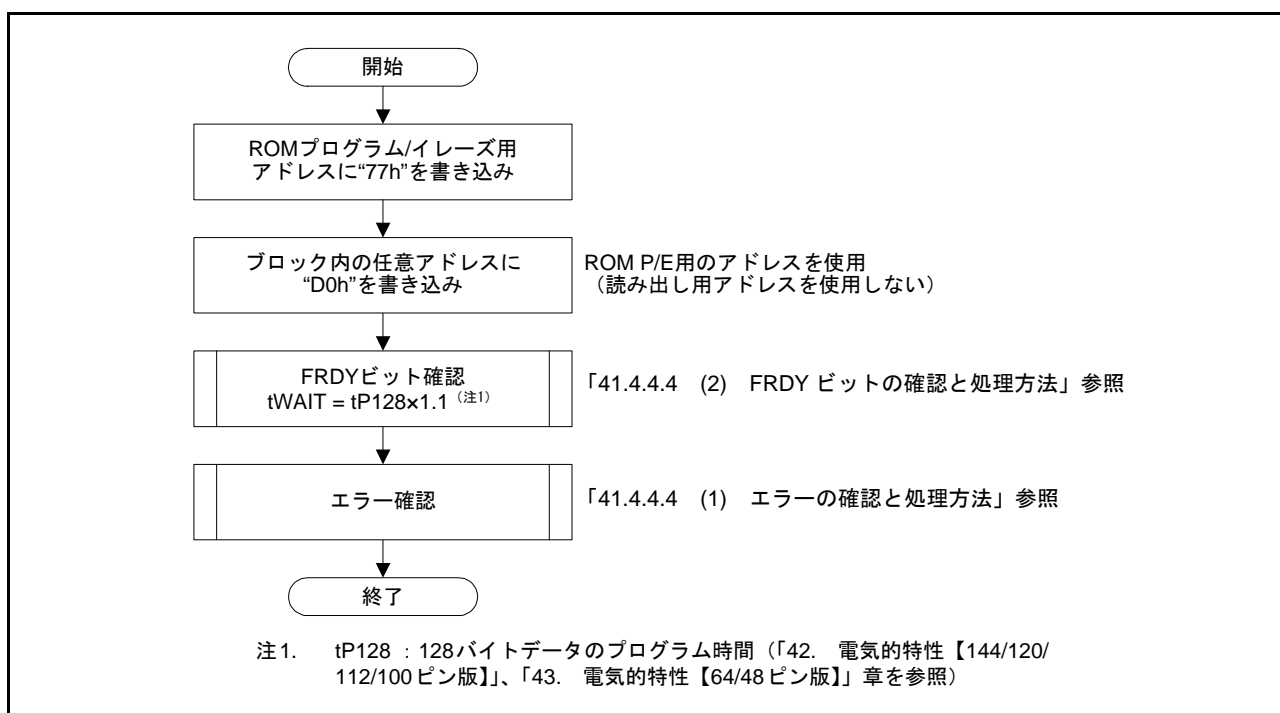 開始
ROMプログラム/イレーズ用
アドレスに“77h”を書き込み
ブロック内の任意アドレスに
“D0h”を書き込み
ROM P/E用のアドレスを使用
（読み出し用アドレスを使用しない）
FRDYビット確認
tWAIT = tP128×1.1（注1）
「41.4.4.4 (2) FRDY ビットの確認と処理方法」参照
エラー確認
「41.4.4.4 (1) エラーの確認と処理方法」参照
終了
注1. tP128 : 128バイトデータのプログラム時間（「42. 電気的特性【144/120/
112/100ピン版】」、「43. 電気的特性【64/48ピン版】」章を参照）